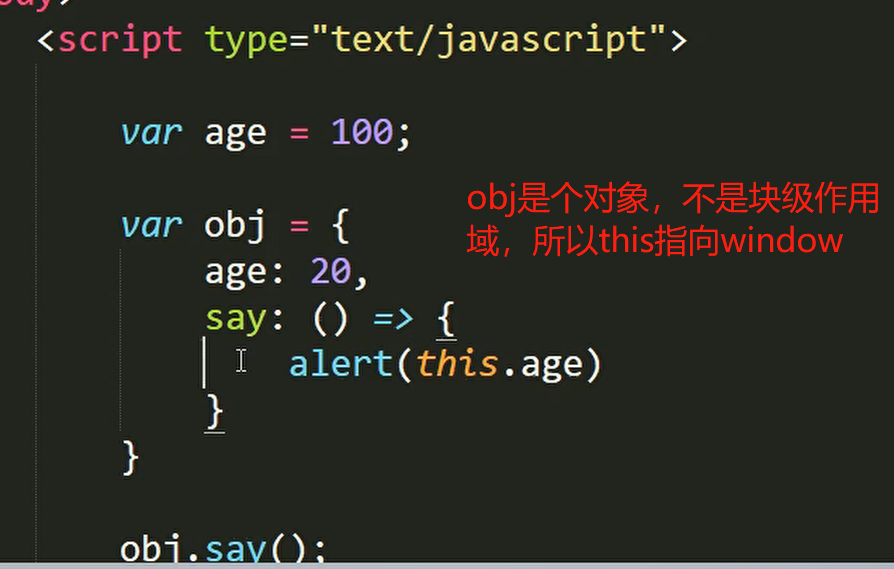 <script type="text/javascript">
var age = 100;
obj是个对象，不是块级作用
域，所以this指向window
var obj = {
age: 20,
say: () => {
alert(this.age)
}
}
obj.say();